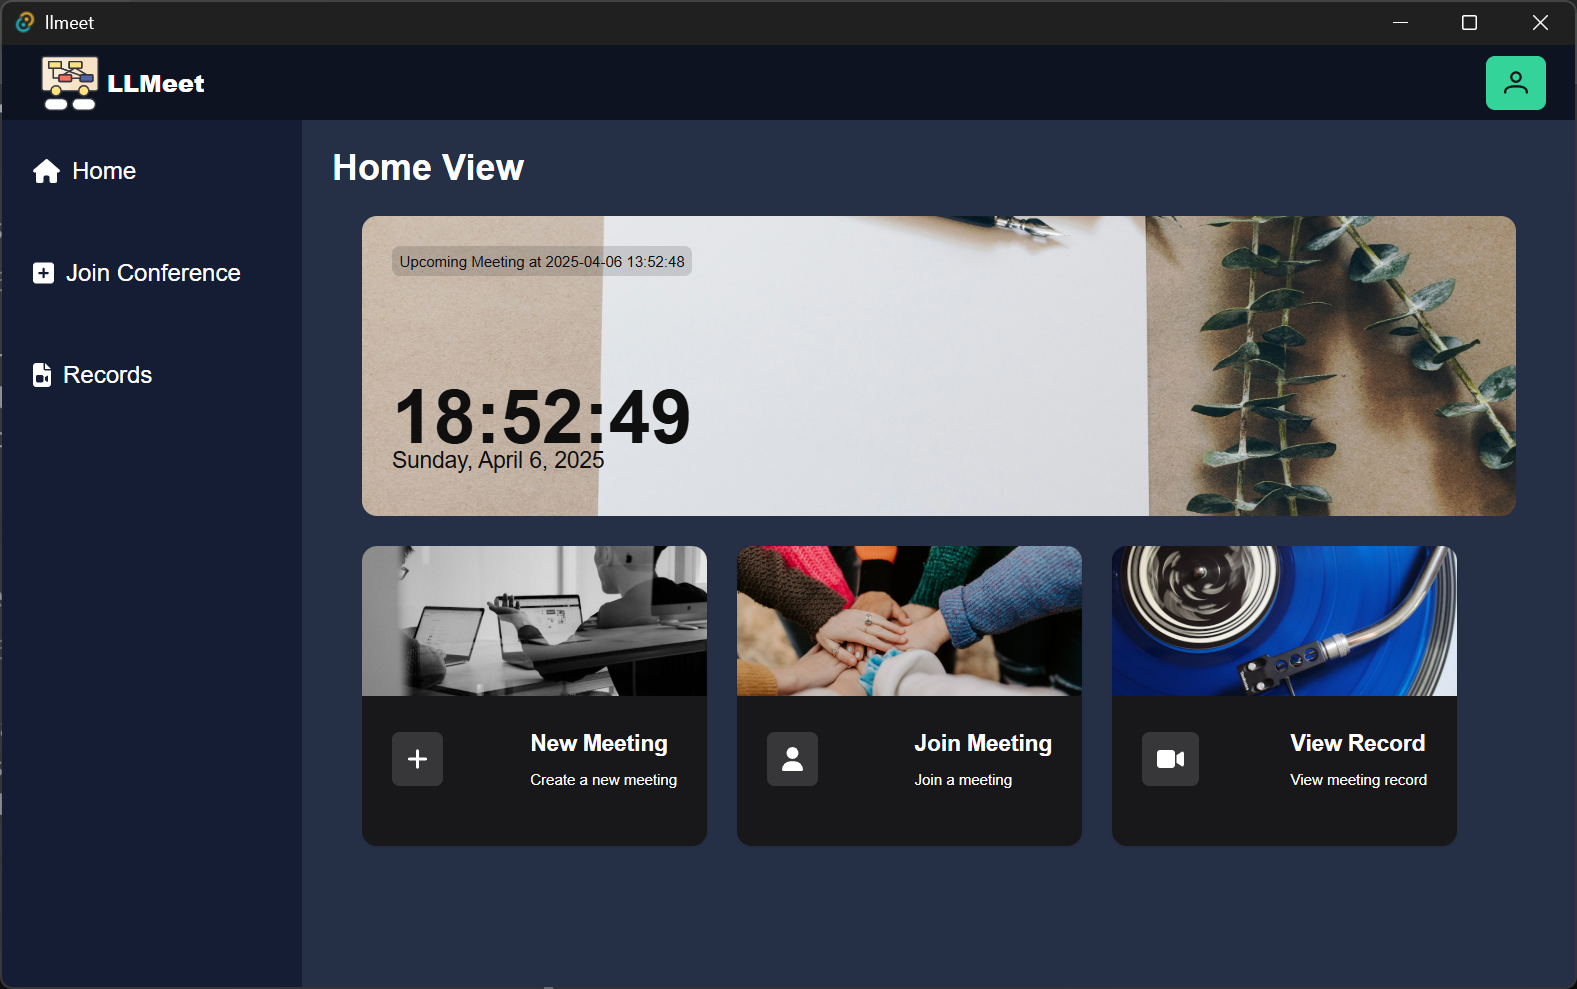 llmeet
LLMeet
Home
Join Conference
Records
Home View
Upcoming Meeting at 2025-04-06 13:52:48
18:52:49
Sunday, April 6, 2025
New Meeting
Create a new meeting
Join Meeting
Join a meeting
View Record
View meeting record